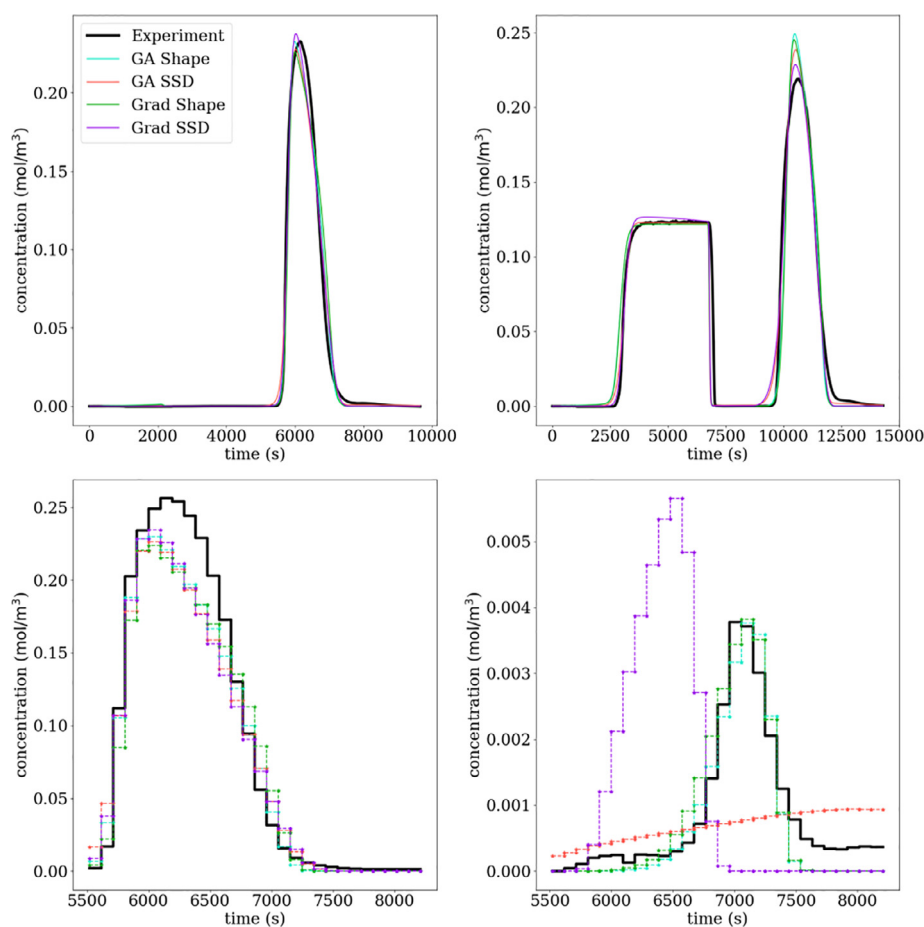 Experiment
GA Shape
GA SSD
Grad Shape
Grad SSD
concentration (mol/m³)
0.20
0.15
0.10
0.05
0.00
0 2000 4000 6000 8000 10000
time (s)
concentration (mol/m³)
0.25
0.20
0.15
0.10
0.05
0.00
0 2500 5000 7500 10000 12500 15000
time (s)
concentration (mol/m³)
0.25
0.20
0.15
0.10
0.05
0.00
5500 6000 6500 7000 7500 8000
time (s)
concentration (mol/m³)
0.005
0.004
0.003
0.002
0.001
0.000
5500 6000 6500 7000 7500 8000
time (s)